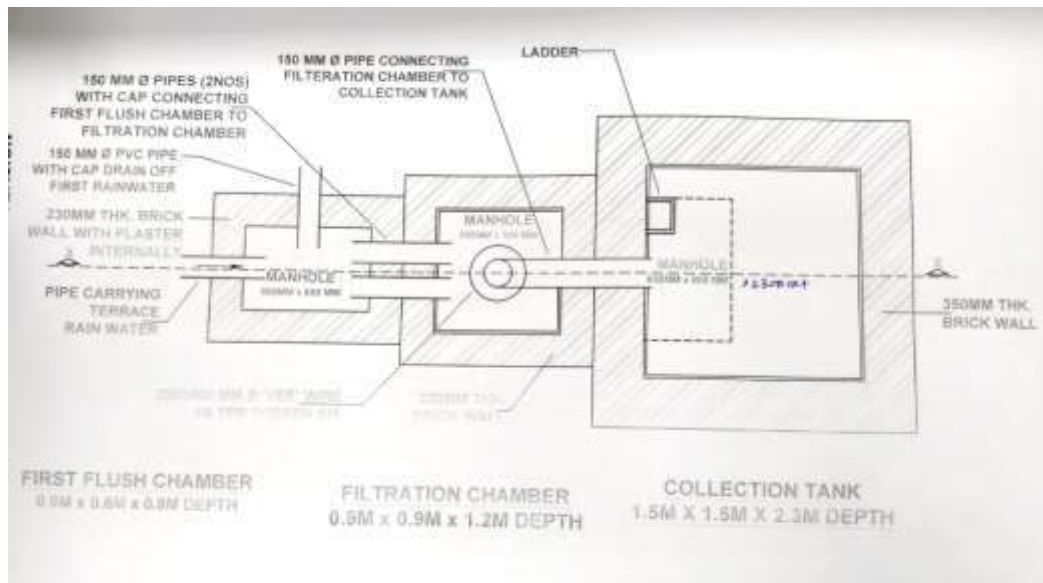 LADDER
150 MM Ø PIPE CONNECTING
FILTERATION CHAMBER TO
COLLECTION TANK
150 MM Ø PIPES (2NOS)
WITH CAP CONNECTING
FIRST FLUSH CHAMBER TO
FILTRATION CHAMBER
150 MM Ø PVC PIPE
WITH CAP DRAIN OFF
FIRST RAINWATER
230MM THK. BRICK
WALL WITH PLASTER
INTERNALLY
PIPE CARRYING
TERRACE
RAIN WATER
MANHOLE
MANHOLE
MANHOLE
350MM THK.
BRICK WALL
BRICK WALL
FIRST FLUSH CHAMBER
DEPTH
FILTRATION CHAMBER
0.9M x 0.9M x 1.2M DEPTH
COLLECTION TANK
1.5M X 1.5M X 2.3M DEPTH